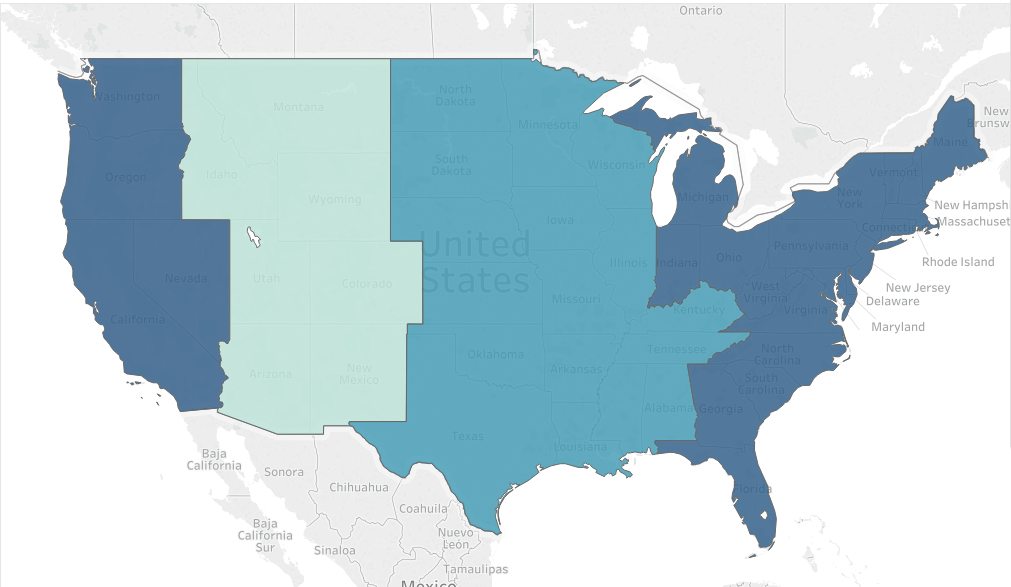 Ontario
New
Brunsw
Washington
Montana
North
Dakota
Minnesota
Maine
Oregon
Idaho
South
Dakota
Wisconsin
Vermont
Wyoming
Michigan
New
York
New Hampsh
Massachuset
Iowa
Connecti
United
States
Pennsylvania
Nevada
Utah
Colorado
Illinois
Indiana
Ohio
Rhode Island
West
Virginia
New Jersey
Delaware
Missouri
Virginia
California
Kentucky
Maryland
Oklahoma
Tennessee
North
Carolina
Arizona
New
Mexico
Arkansas
South
Carolina
Alabama
Georgia
Texas
Louisiana
Baja
California
Sonora
Chihuahua
Florida
Coahuila
Baja
California
Sur
Sinaloa
Nuevo
León
Tamaulipas
México